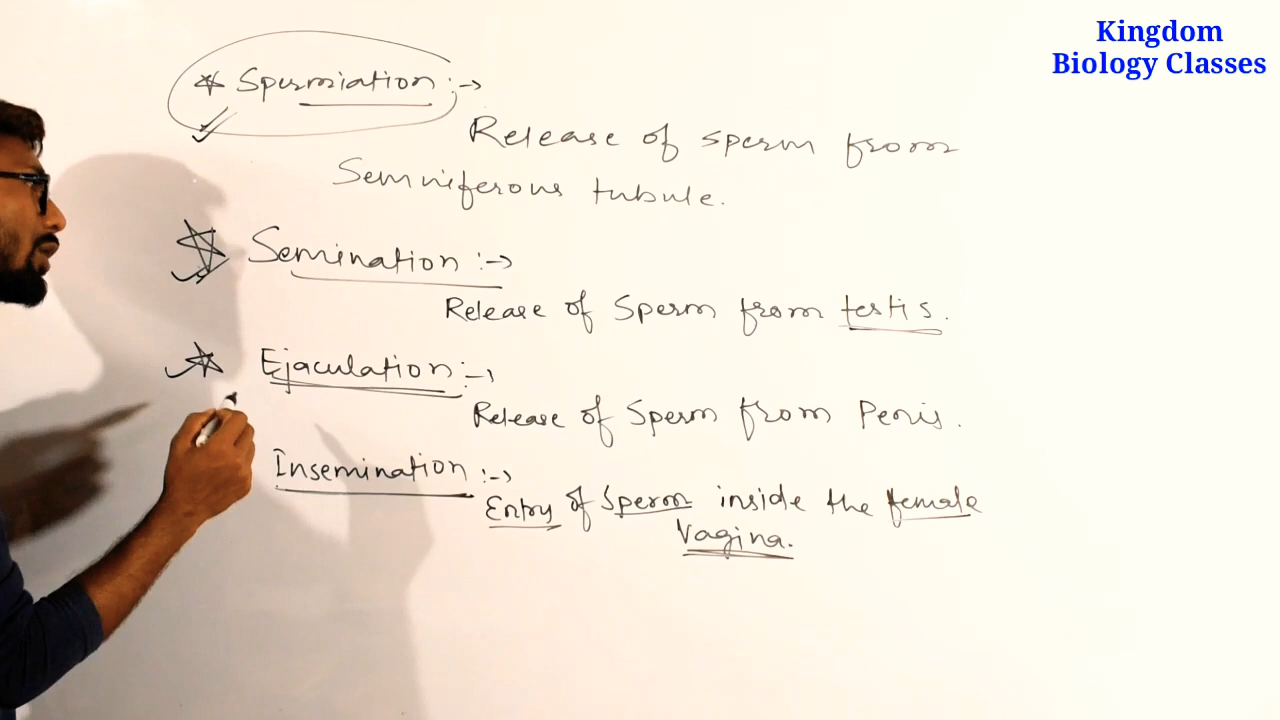 Kingdom
Biology Classes
Spermiation :->
Release of sperm from
Semniferous tubule.
Semination :->
Release of Sperm from testis.
Ejaculation :->
Release of Sperm from Penis.
Insemination :->
Entry of Sperm inside the female
Vagina.